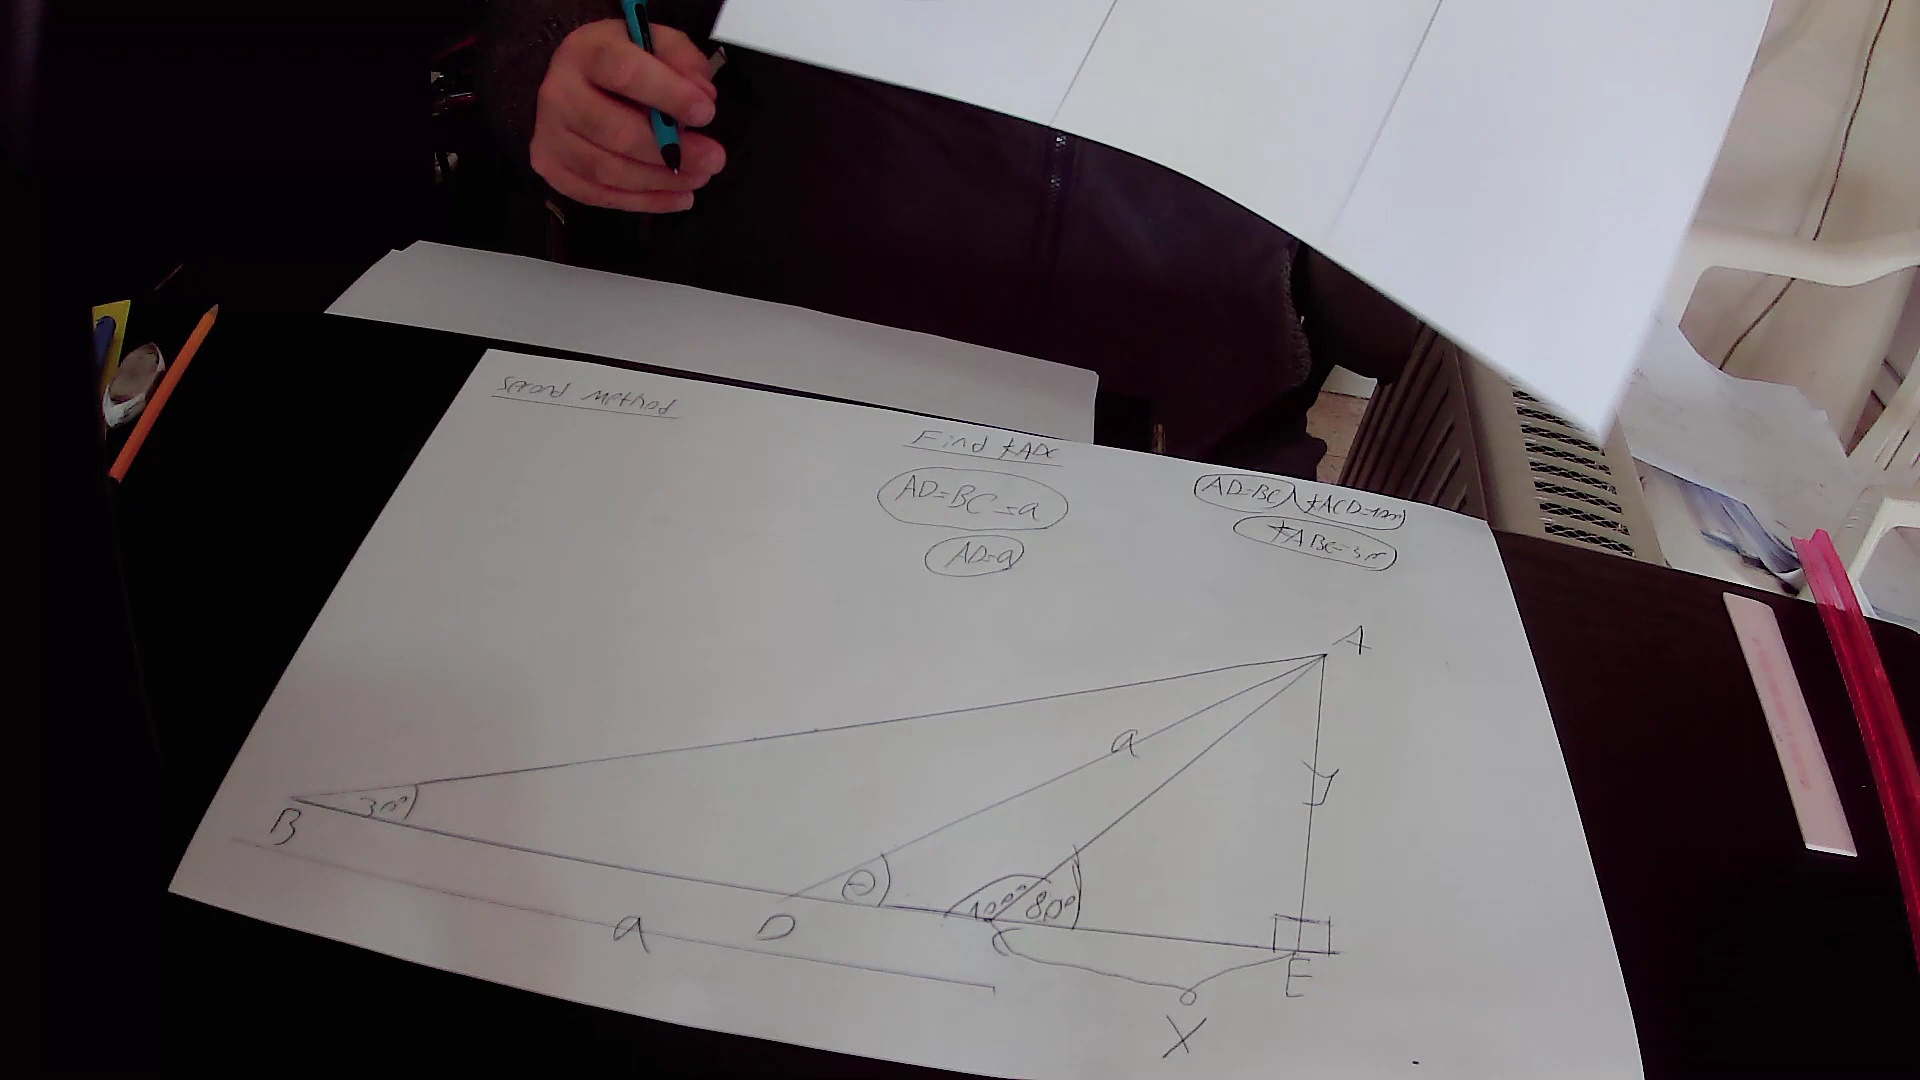 Second Method
Find ∡ADC
AD=BC=a
AD=a
AD=BC ∡ACD=100
∡ABC=30
A
a
y
B
30°
θ
100°
80°
D
C
a
E
X